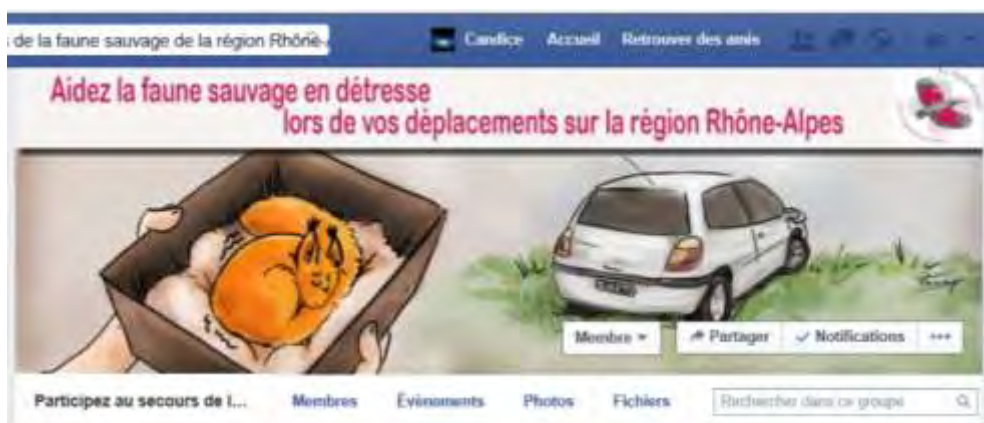 de la faune sauvage de la région Rhône-
Candice Accueil Retrouver des amis
Aidez la faune sauvage en détresse
lors de vos déplacements sur la région Rhône-Alpes
Membre Partager Notifications
Participez au secours de l... Membres Évènements Photos Fichiers Rechercher dans ce groupe